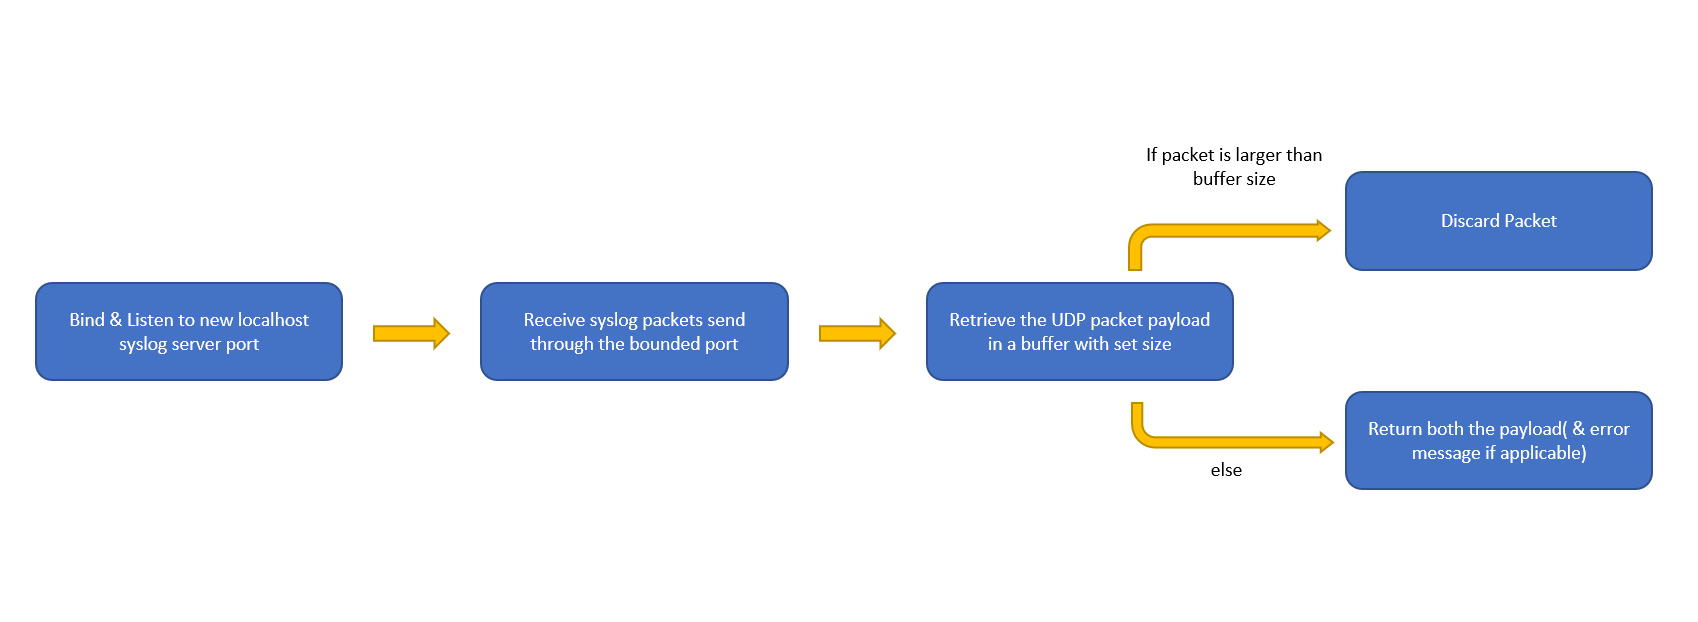 Bind & Listen to new localhost
syslog server port
Receive syslog packets send
through the bounded port
Retrieve the UDP packet payload
in a buffer with set size
If packet is larger than
buffer size
Discard Packet
else
Return both the payload( & error
message if applicable)